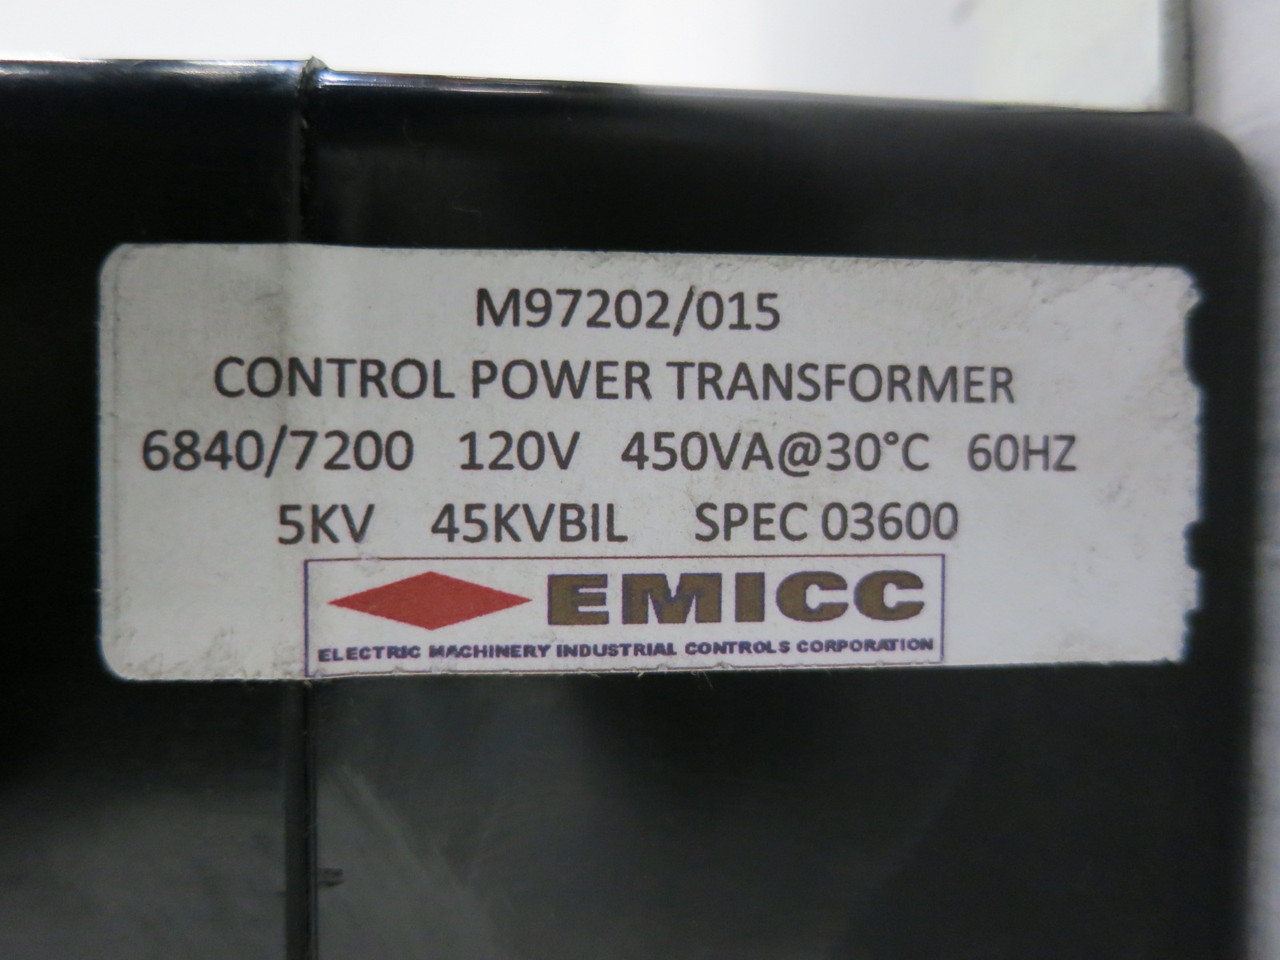 M97202/015
CONTROL POWER TRANSFORMER
6840/7200 120V 450VA@30°C 60HZ
5KV 45KVBIL SPEC 03600
EMICC
ELECTRIC MACHINERY INDUSTRIAL CONTROLS CORPORATION